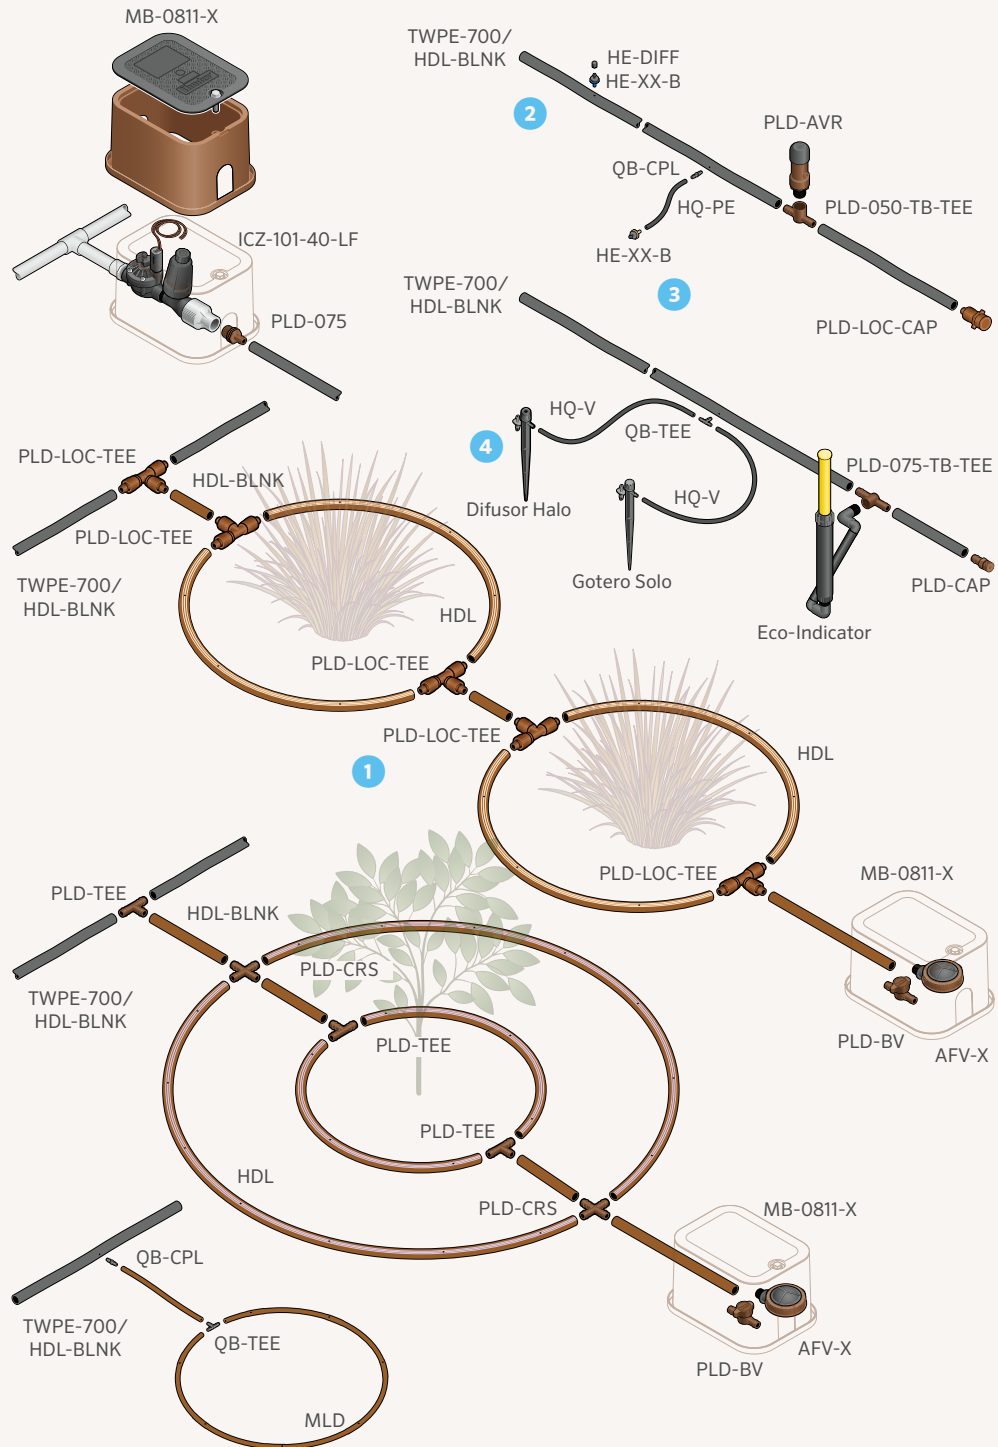 MB-0811-X
TWPE-700/
HDL-BLNK
HE-DIFF
HE-XX-B
2
PLD-AVR
QB-CPL
HQ-PE
PLD-050-TB-TEE
HE-XX-B
ICZ-101-40-LF
PLD-075
TWPE-700/
HDL-BLNK
3
PLD-LOC-CAP
HQ-V
QB-TEE
4
PLD-LOC-TEE
HDL-BLNK
PLD-075-TB-TEE
Difusor Halo
HQ-V
PLD-LOC-TEE
Gotero Solo
PLD-CAP
TWPE-700/
HDL-BLNK
HDL
Eco-Indicator
PLD-LOC-TEE
PLD-LOC-TEE
HDL
1
PLD-LOC-TEE
MB-0811-X
PLD-TEE
HDL-BLNK
PLD-CRS
TWPE-700/
HDL-BLNK
PLD-TEE
PLD-BV
AFV-X
PLD-TEE
HDL
PLD-CRS
MB-0811-X
QB-CPL
TWPE-700/
HDL-BLNK
QB-TEE
PLD-BV
AFV-X
MLD